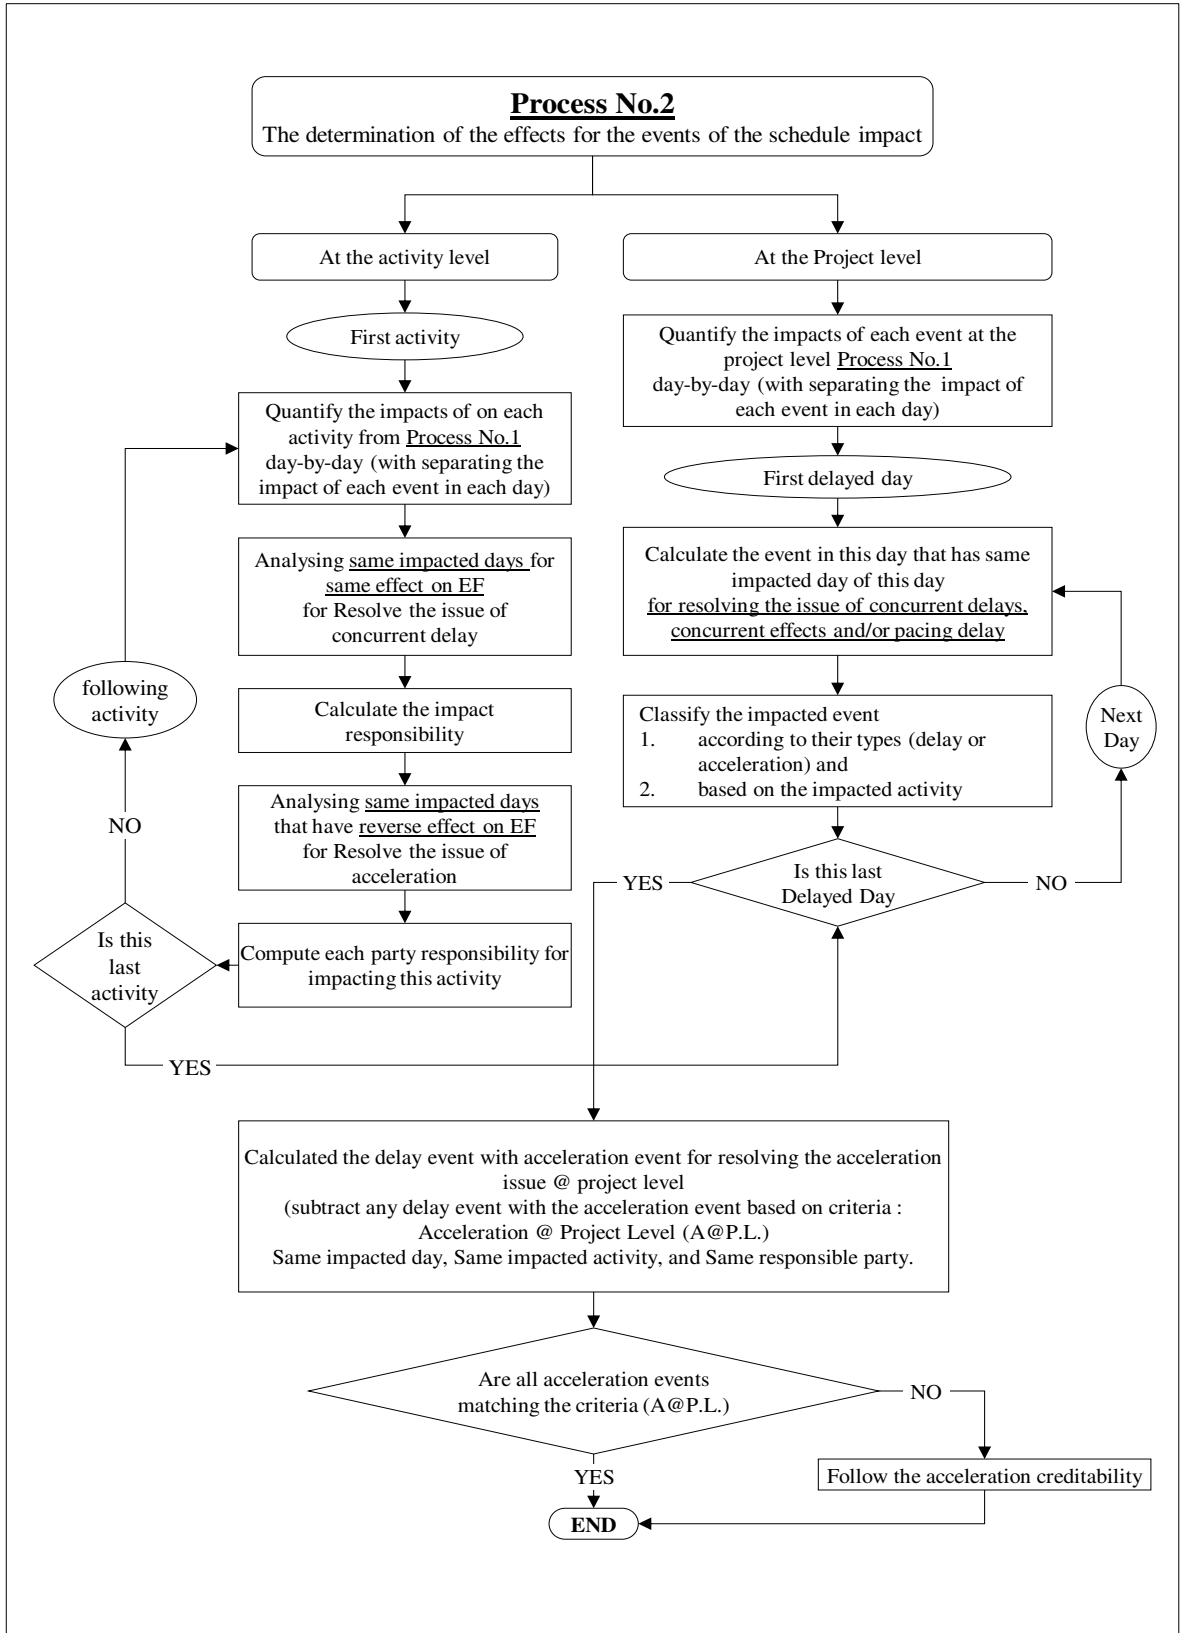 Process No.2
The determination of the effects for the events of the schedule impact
At the activity level
At the Project level
First activity
Quantify the impacts of each event at the
project level Process No.1
day-by-day (with separating the impact of
each event in each day)
Quantify the impacts of on each
activity from Process No.1
day-by-day (with separating the
impact of each event in each day)
First delayed day
Analysing same impacted days for
same effect on EF
for Resolve the issue of
concurrent delay
Calculate the event in this day that has same
impacted day of this day
for resolving the issue of concurrent delays,
concurrent effects and/or pacing delay
following
activity
Calculate the impact
responsibility
Classify the impacted event
1. according to their types (delay or
acceleration) and
2. based on the impacted activity
Next
Day
Analysing same impacted days
that have reverse effect on EF
for Resolve the issue of
acceleration
NO
Is this last
Delayed Day
YES
NO
Is this
last
activity
Compute each party responsibility for
impacting this activity
YES
Calculated the delay event with acceleration event for resolving the acceleration
issue @ project level
(subtract any delay event with the acceleration event based on criteria :
Acceleration @ Project Level (A@P.L.)
Same impacted day, Same impacted activity, and Same responsible party.
Are all acceleration events
matching the criteria (A@P.L.)
NO
YES
Follow the acceleration creditability
END